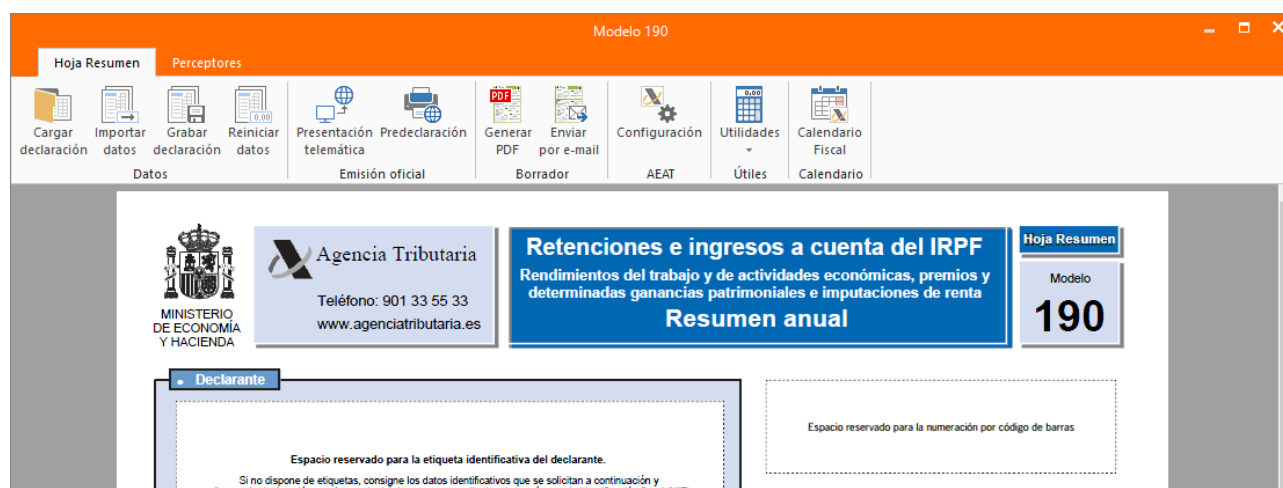 Modelo 190
Hoja Resumen
Perceptores
Cargar declaración
Importar datos
Grabar declaración
Reiniciar datos
Datos
Presentación telemática
Predeclaración
Emisión oficial
PDF
Generar PDF
Enviar por e-mail
Borrador
Configuración
AEAT
0,00
Utilidades
Útiles
Calendario Fiscal
Calendario
MINISTERIO
DE ECONOMÍA
Y HACIENDA
Agencia Tributaria
Teléfono: 901 33 55 33
www.agenciatributaria.es
Retenciones e ingresos a cuenta del IRPF
Rendimientos del trabajo y de actividades económicas, premios y
determinadas ganancias patrimoniales e imputaciones de renta
Resumen anual
Hoja Resumen
Modelo
190
Declarante
Espacio reservado para la etiqueta identificativa del declarante.
Si no dispone de etiquetas, consigne los datos identificativos que se solicitan a continuación y
Espacio reservado para la numeración por código de barras